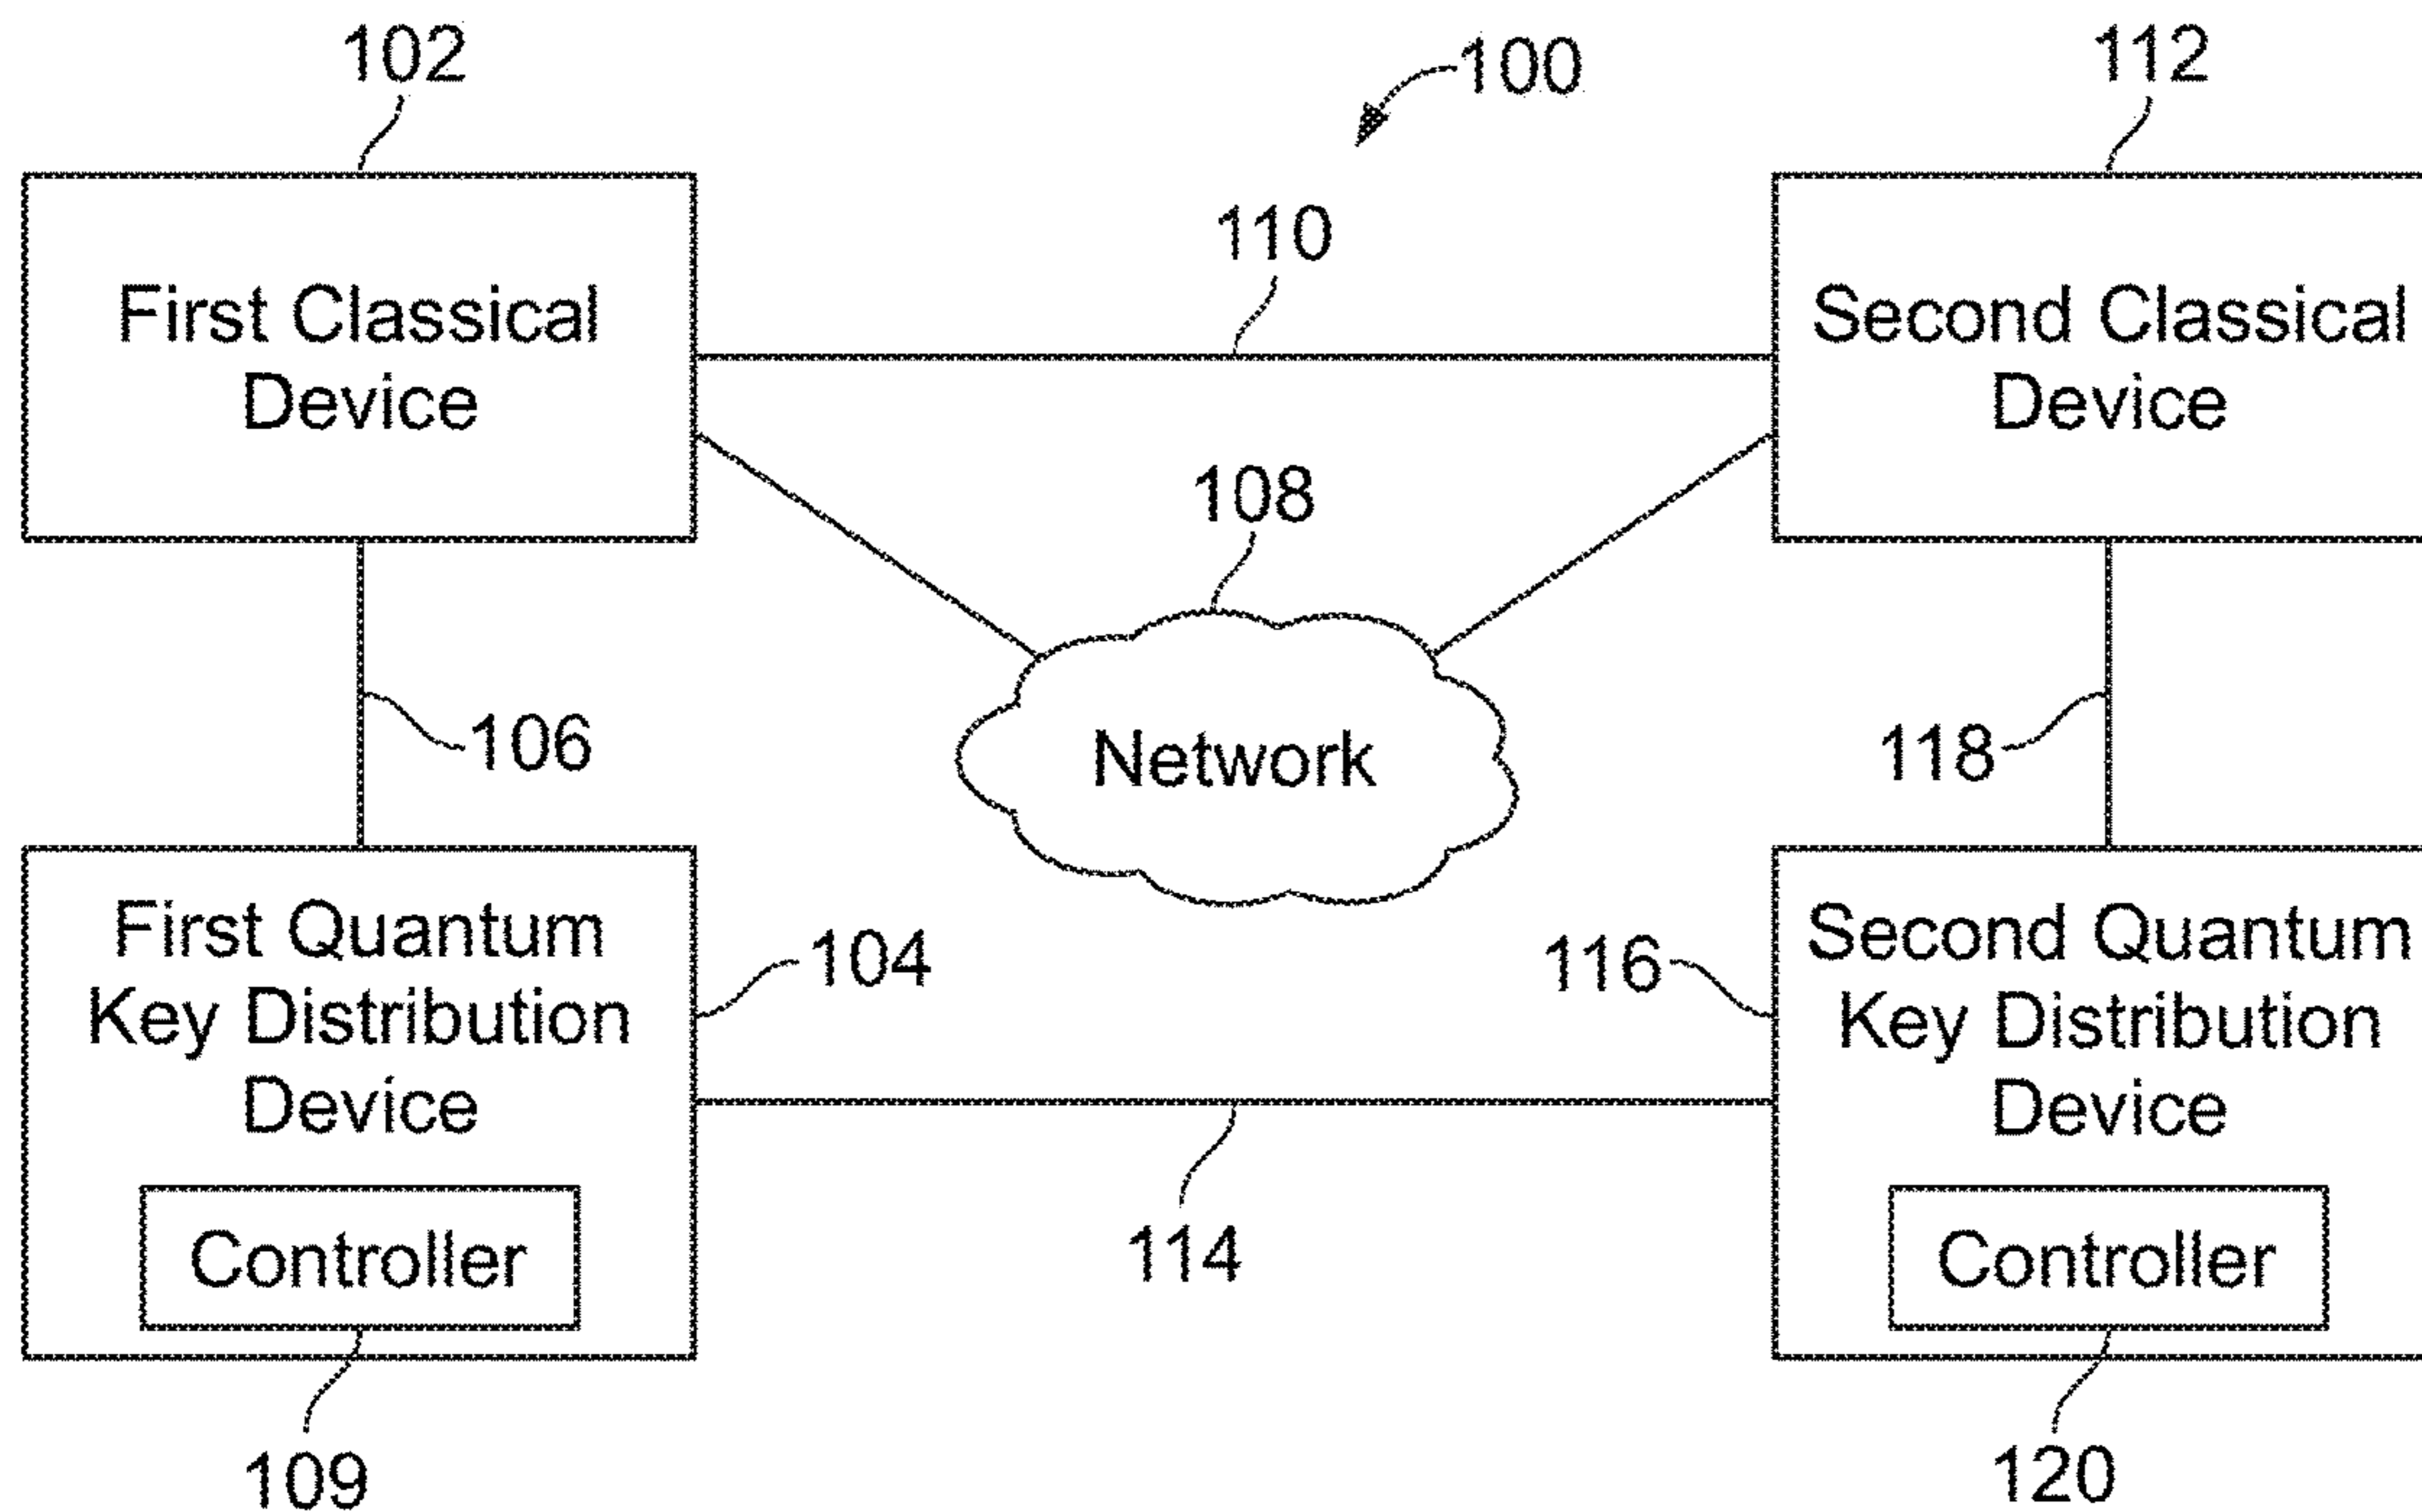 102
100
112
110
First Classical
Device
Second Classical
Device
108
106
Network
118
First Quantum
Key Distribution
Device
104
116
Second Quantum
Key Distribution
Device
Controller
114
Controller
109
120